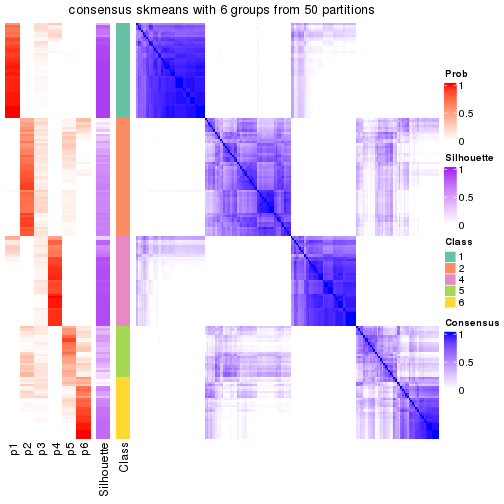 consensus skmeans with 6 groups from 50 partitions
Prob
1
0.5
0
Silhouette
1
0.5
0
Class
1
2
4
5
6
Consensus
1
0.5
0
p1
p2
p3
p4
p5
p6
Silhouette
Class